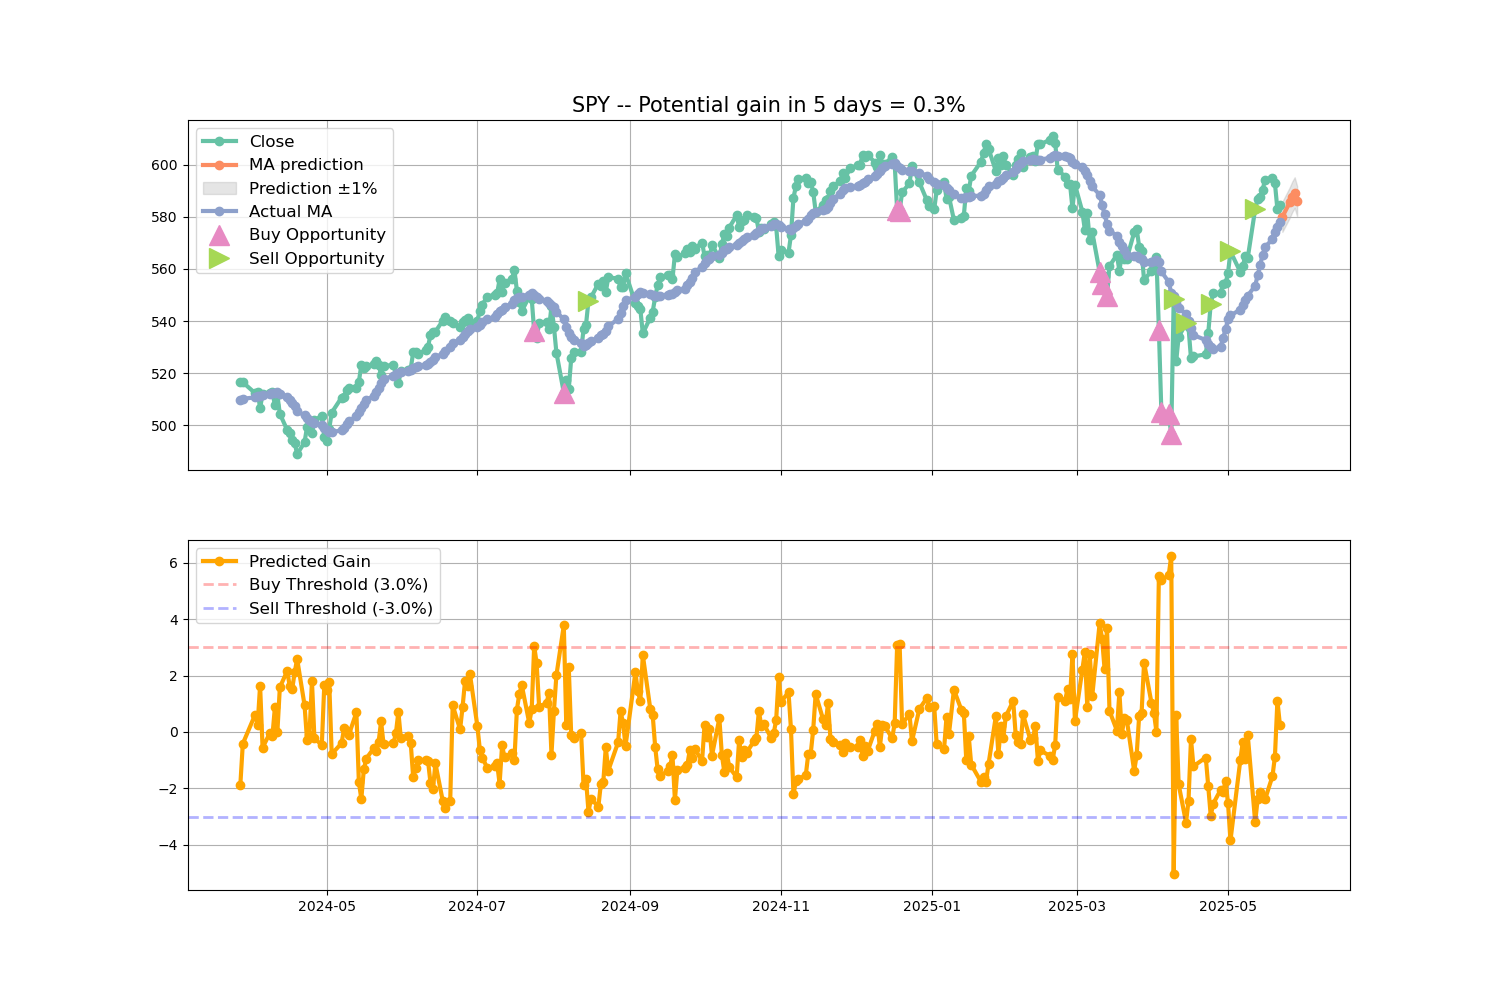 SPY -- Potential gain in 5 days = 0.3%
Close
MA prediction
Prediction ±1%
Actual MA
Buy Opportunity
Sell Opportunity
600
580
560
540
520
500
Predicted Gain
Buy Threshold (3.0%)
Sell Threshold (-3.0%)
6
4
2
0
−2
−4
2024-05 2024-07 2024-09 2024-11 2025-01 2025-03 2025-05